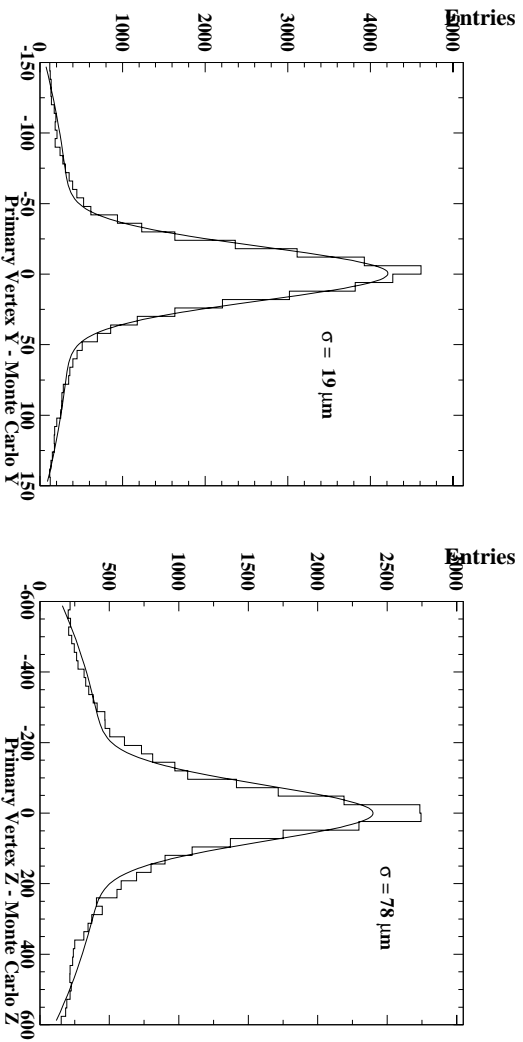 Entries
5000
4000
3000
2000
1000
0
-150 -100 -50 0 50 100 150
Primary Vertex Y - Monte Carlo Y
σ = 19 µm
Entries
3000
2500
2000
1500
1000
500
0
-600 -400 -200 0 200 400 600
Primary Vertex Z - Monte Carlo Z
σ = 78 µm